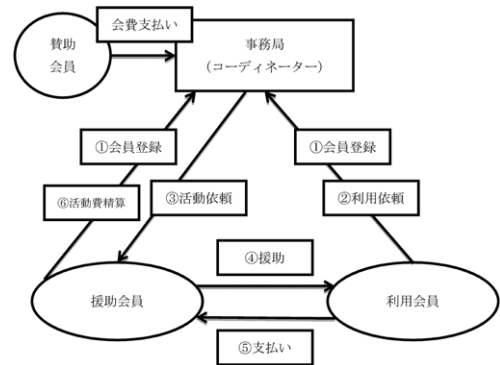 会費支払い
賛助
会員
事務局
（コーディネーター）
①会員登録
①会員登録
⑥活動費精算
③活動依頼
②利用依頼
④援助
援助会員
利用会員
⑤支払い